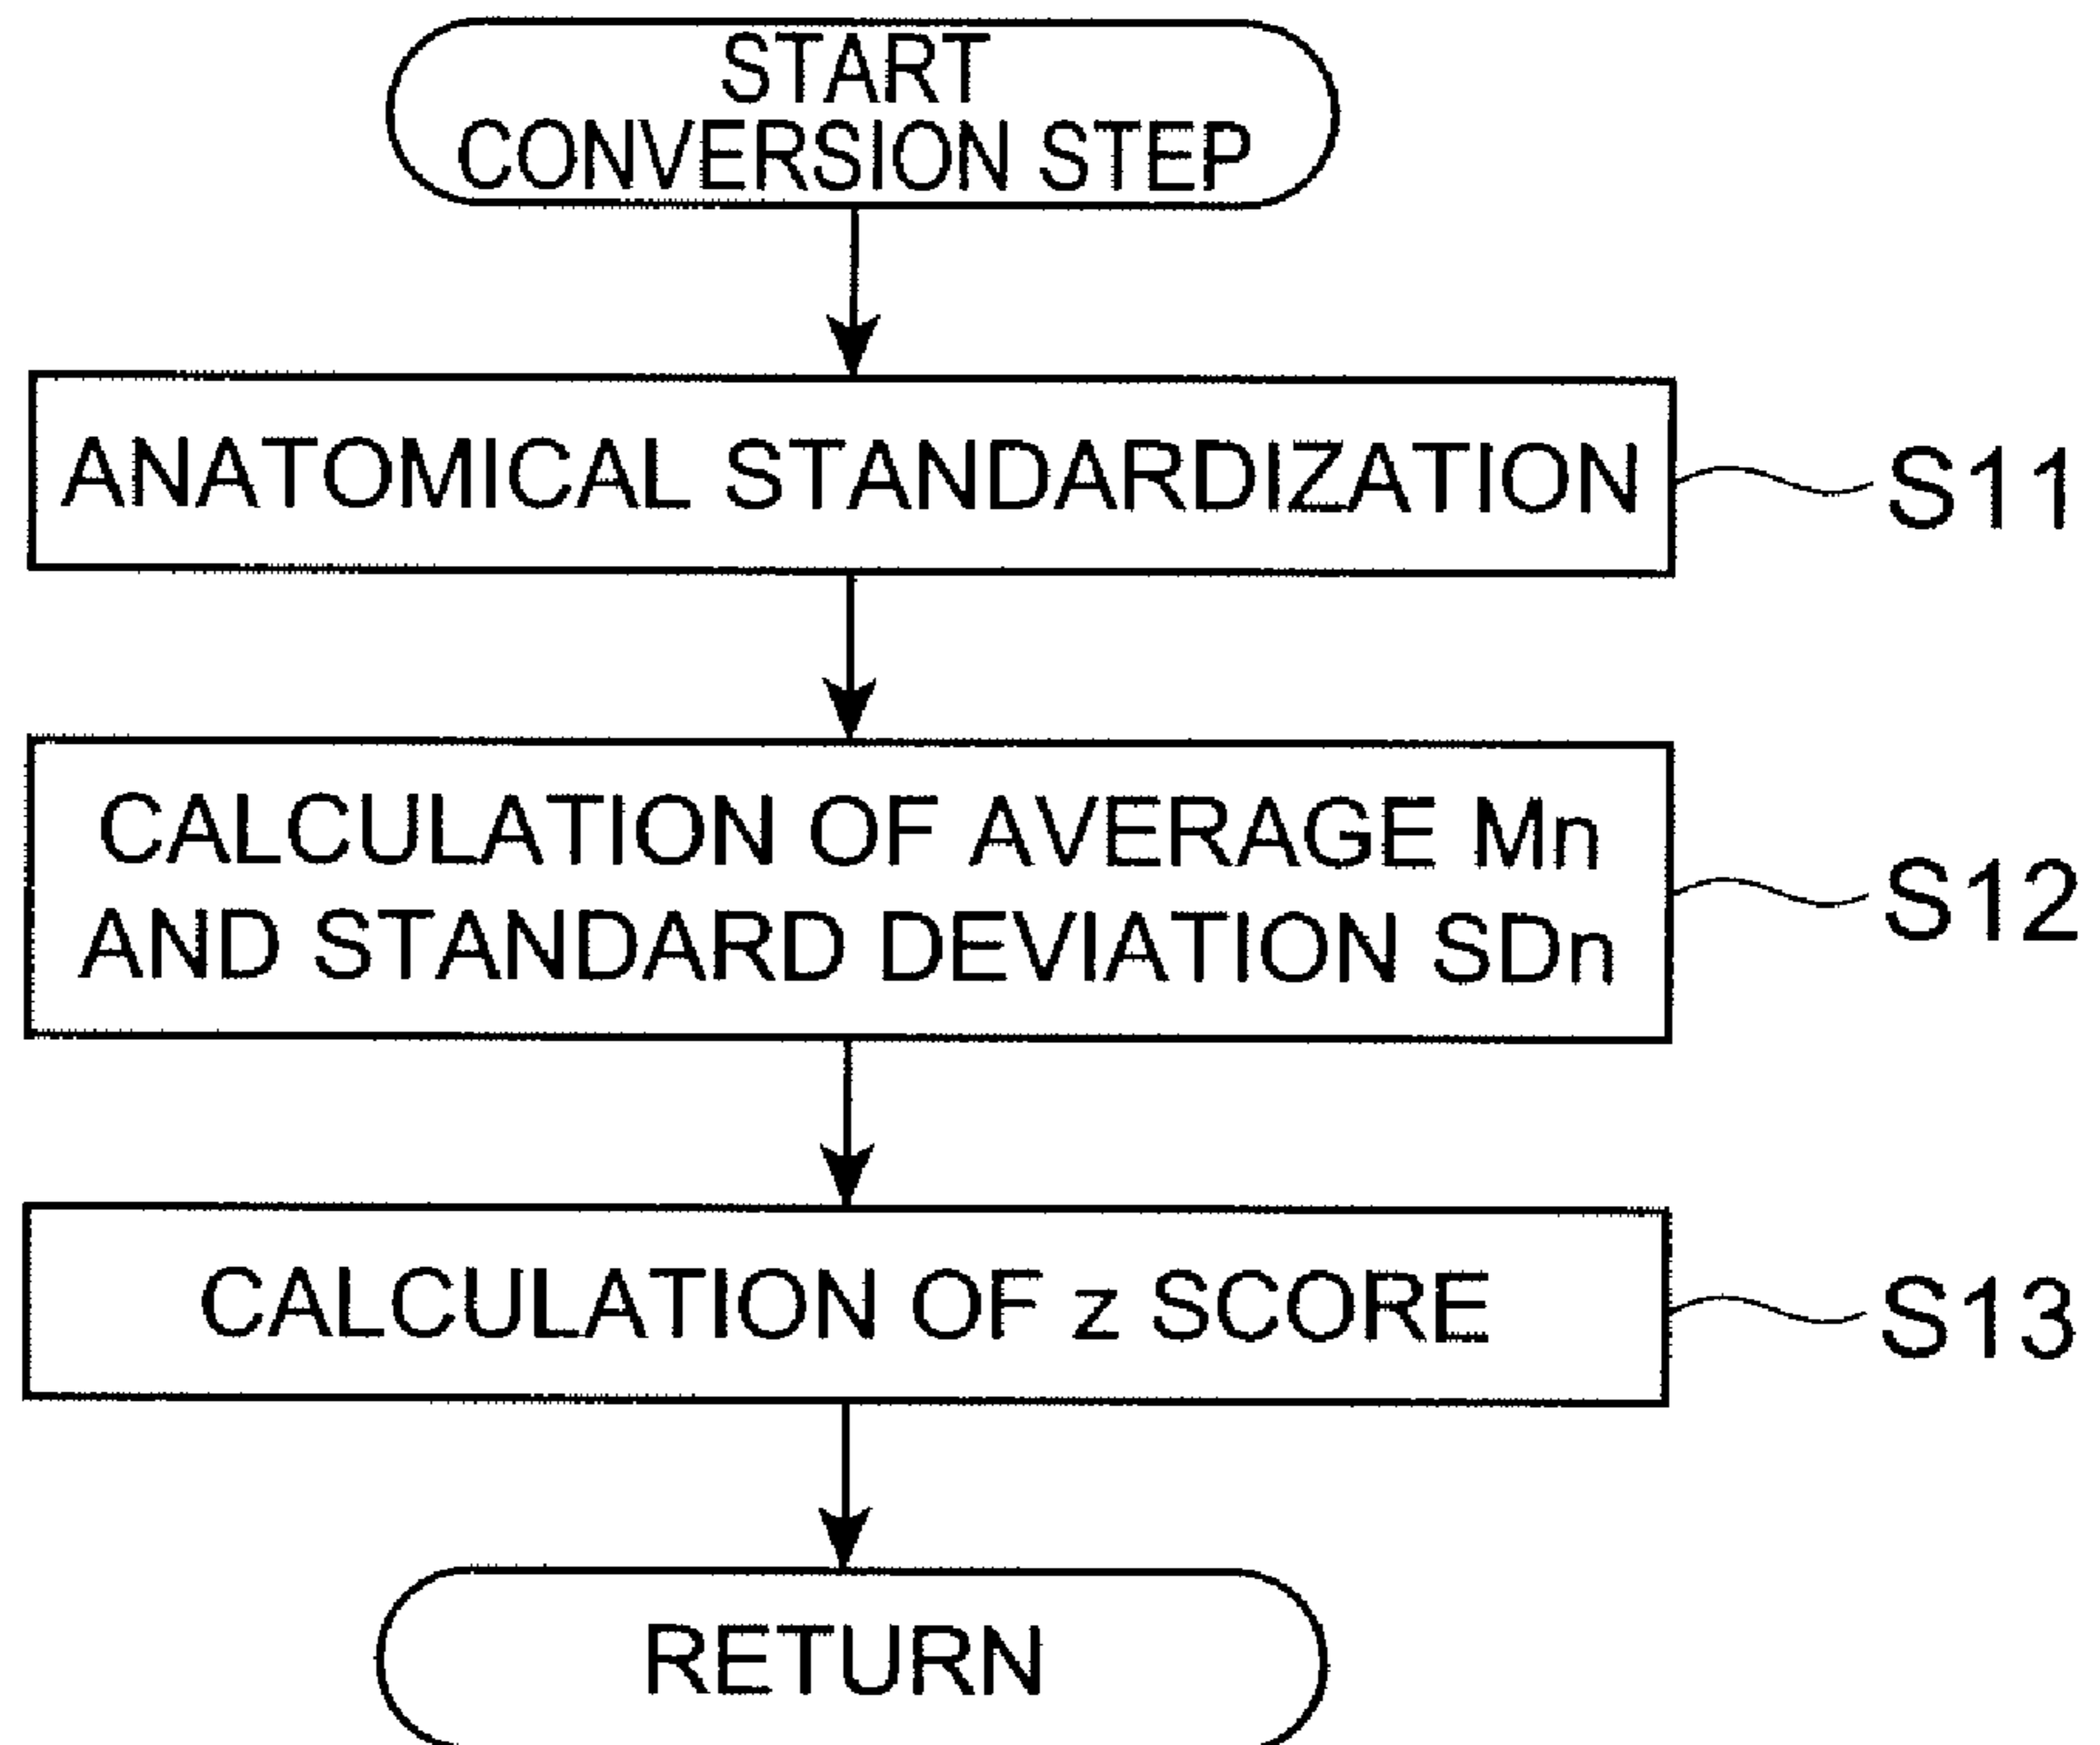 START
CONVERSION STEP
ANATOMICAL STANDARDIZATION
S11
CALCULATION OF AVERAGE Mn
AND STANDARD DEVIATION SDn
S12
CALCULATION OF z SCORE
S13
RETURN